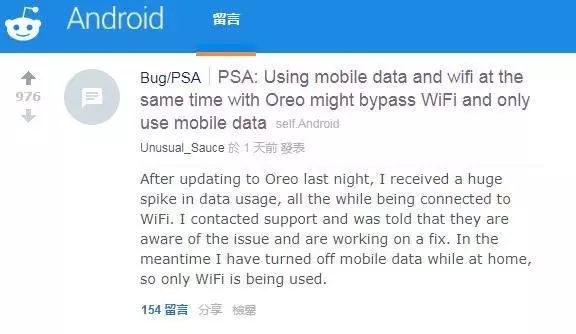 Android
留言
Bug/PSA | PSA: Using mobile data and wifi at the
same time with Oreo might bypass WiFi and only
use mobile data self.Android
976
Unusual_Sauce 於 1 天前 發表
After updating to Oreo last night, I received a huge
spike in data usage, all the while being connected to
WiFi. I contacted support and was told that they are
aware of the issue and are working on a fix. In the
meantime I have turned off mobile data while at home,
so only WiFi is being used.
154 留言 分享 檢舉